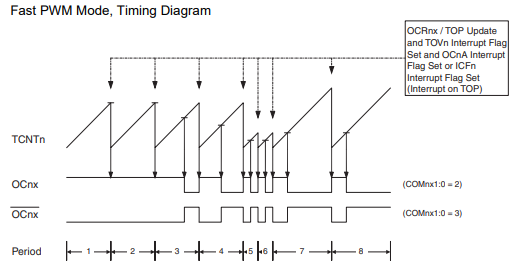 Fast PWM Mode, Timing Diagram
OCRnx / TOP Update
and TOVn Interrupt Flag
Set and OCnA Interrupt
Flag Set or ICFn
Interrupt Flag Set
(Interrupt on TOP)
TCNTn
OCnx
(COMnx1:0 = 2)
OCnx
(COMnx1:0 = 3)
Period 1 2 3 4 5 6 7 8